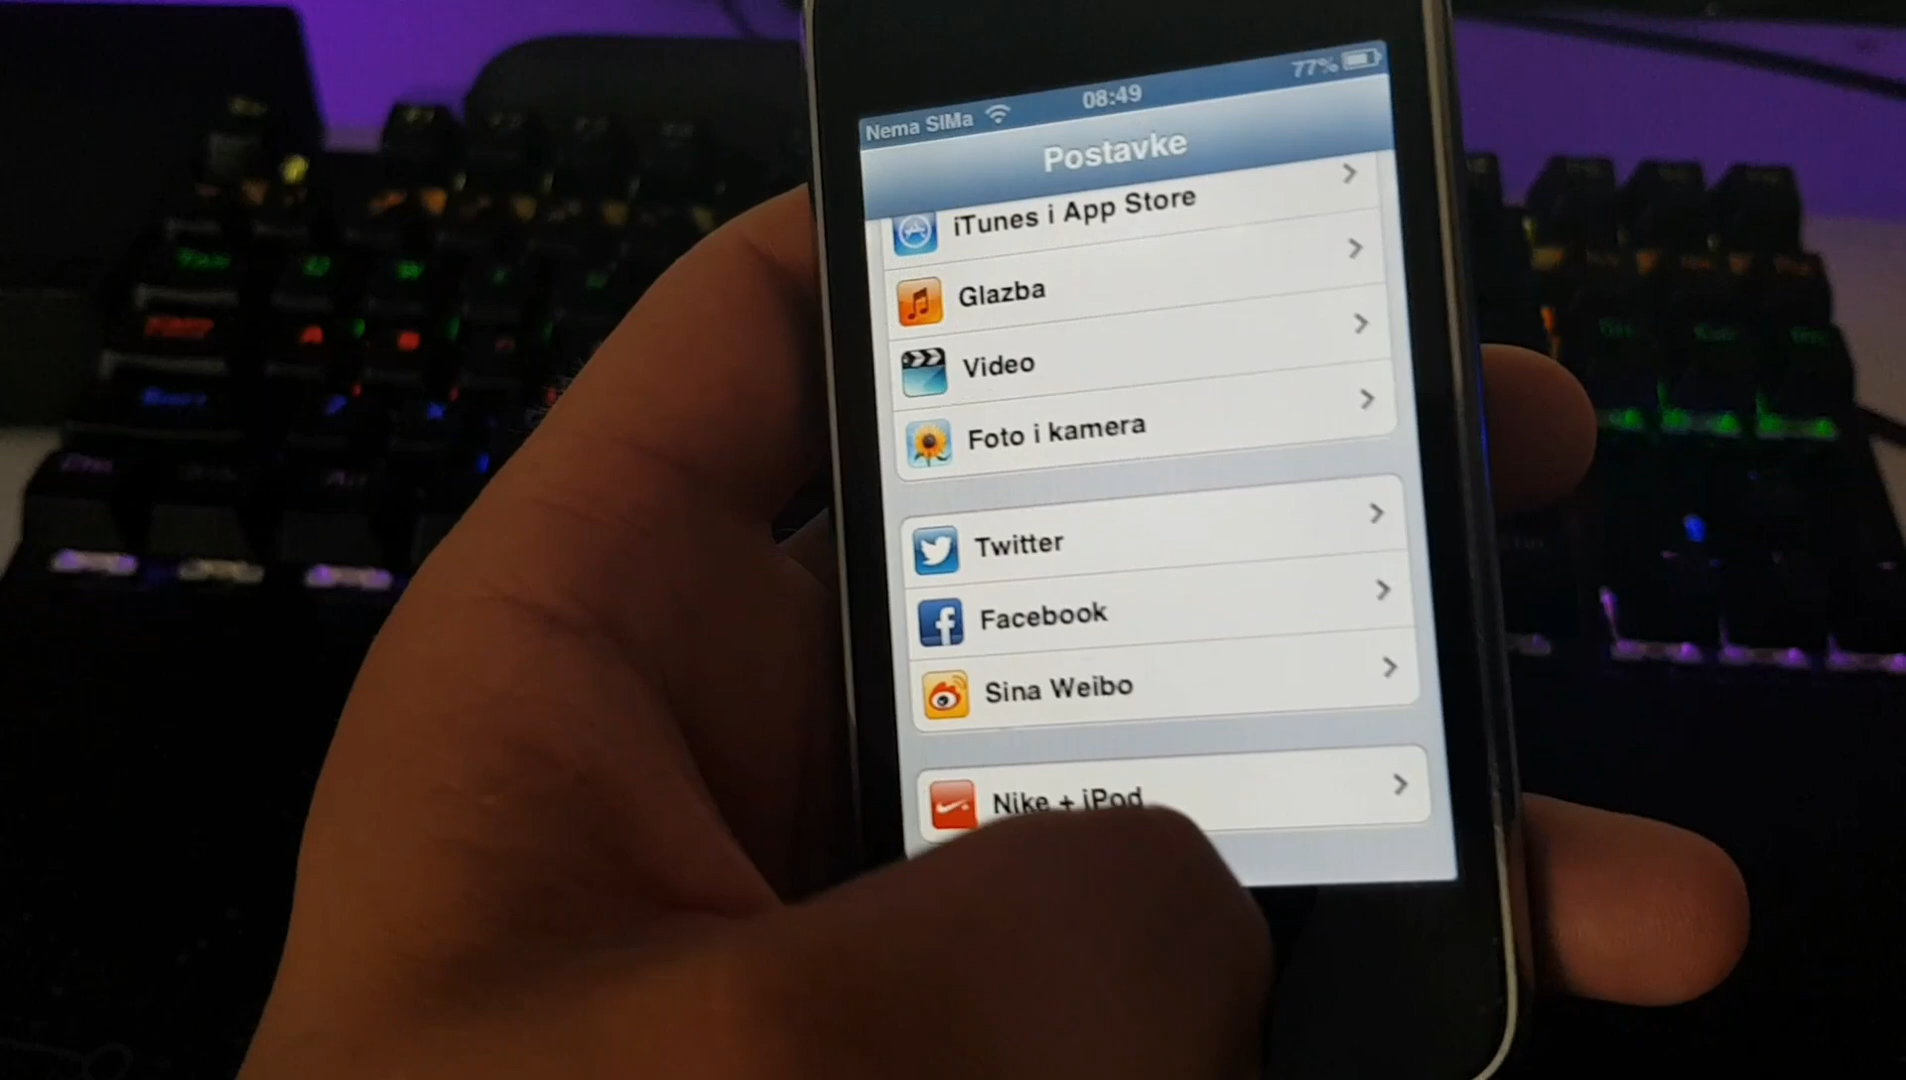 Nema SIMa 08:49 77%
Postavke
iTunes i App Store
Glazba
Video
Foto i kamera
Twitter
Facebook
Sina Weibo
Nike + iPod